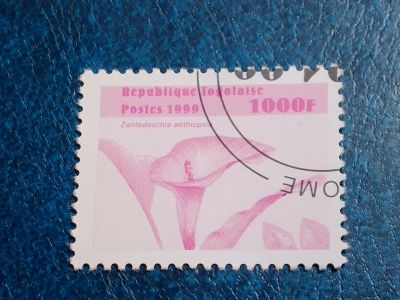 Republique Togolaise
Postes 1999
1000F
Zantedeschia aethiopica
OME